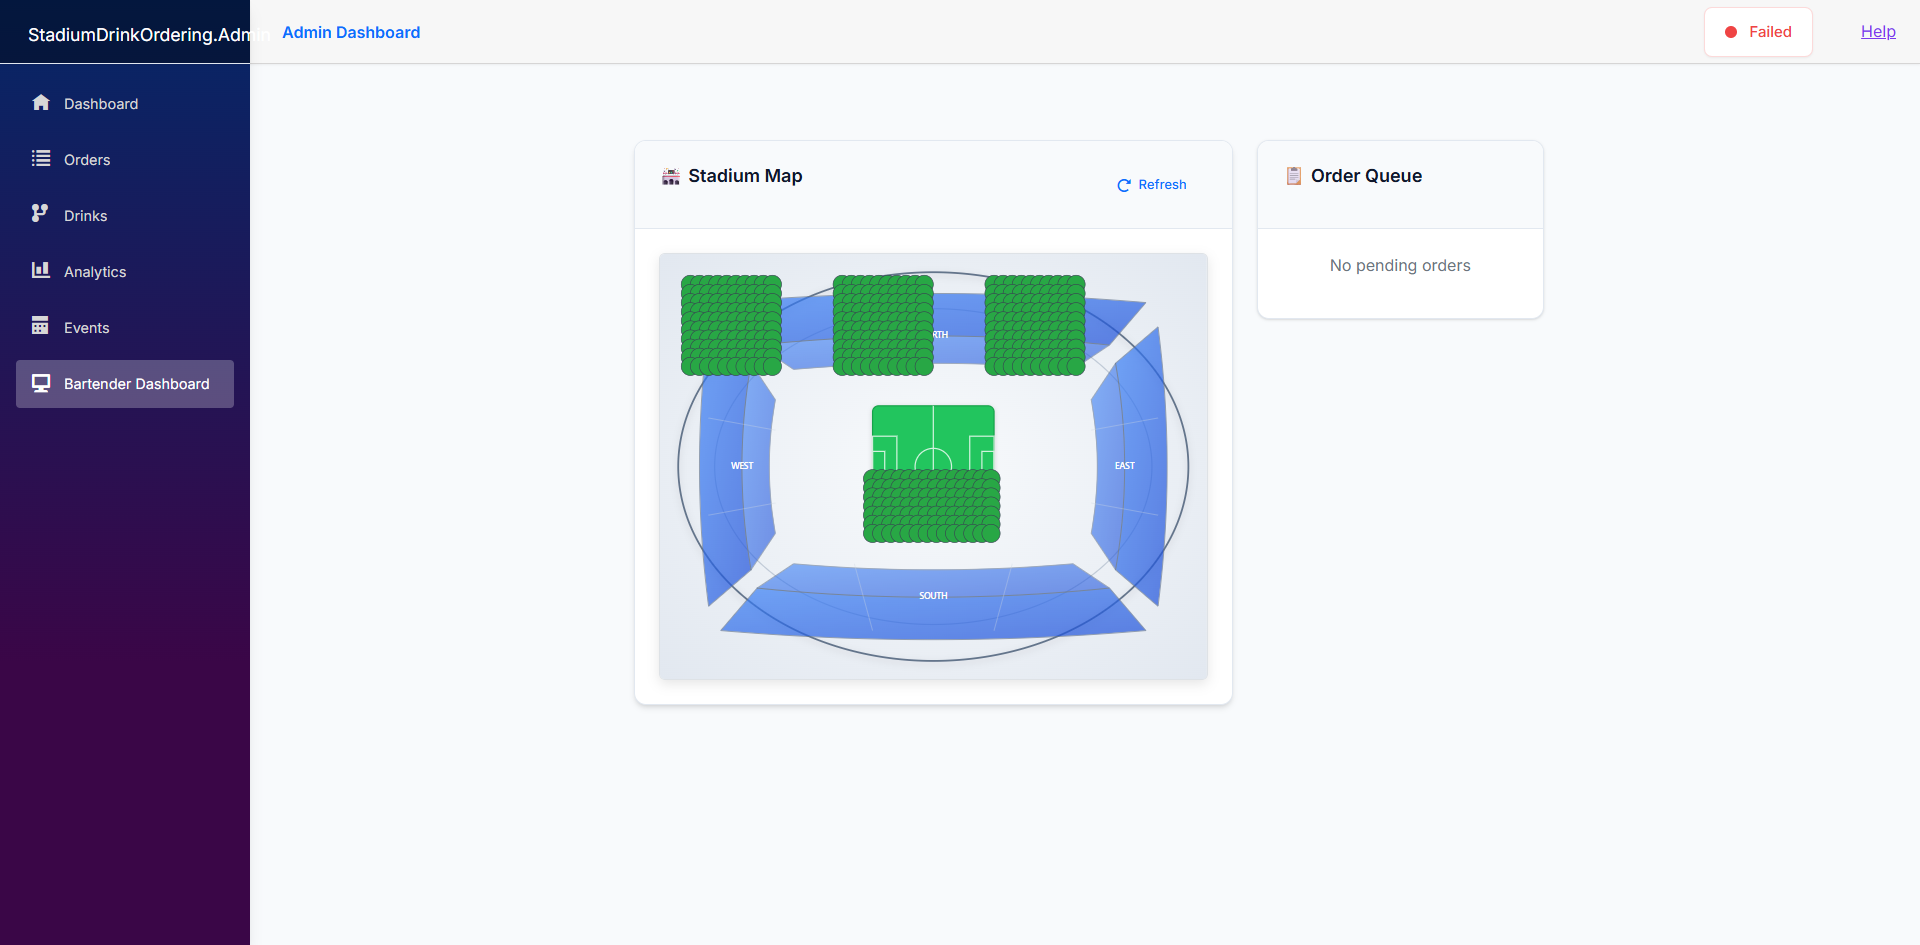 StadiumDrinkOrdering.Admin
Admin Dashboard
Failed
Help
Dashboard
Orders
Drinks
Analytics
Events
Bartender Dashboard
Stadium Map
Refresh
RTH
WEST
EAST
SOUTH
Order Queue
No pending orders